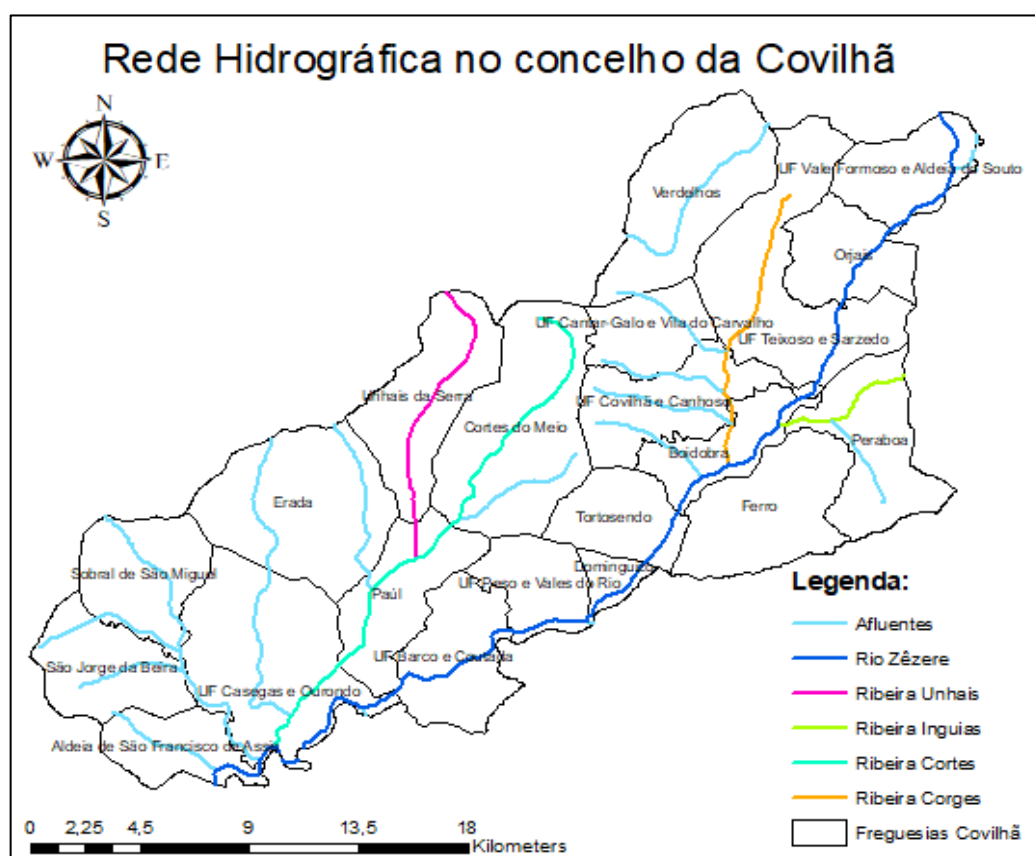 Rede Hidrográfica no concelho da Covilhã
N
W
E
S
UF Vale Formoso e Aldeia do Souto
Verdelhos
Orjais
UF Cantar-Galo e Vila do Carvalho
UF Teixoso e Sarzedo
Unhais da Serra
UF Covilhã e Canhoso
Cortes do Meio
Boidobra
Peraboa
Erada
Ferro
Tortosendo
Sobral de São Miguel
Dominguizo
UF Peso e Vales do Rio
Paúl
UF Barco e Coutada
São Jorge da Beira
UF Casegas e Ourondo
Aldeia de São Francisco de Assis
Legenda:
Afluentes
Rio Zêzere
Ribeira Unhais
Ribeira Inguias
Ribeira Cortes
Ribeira Corges
Freguesias Covilhã
0 2,25 4,5 9 13,5 18
Kilometers